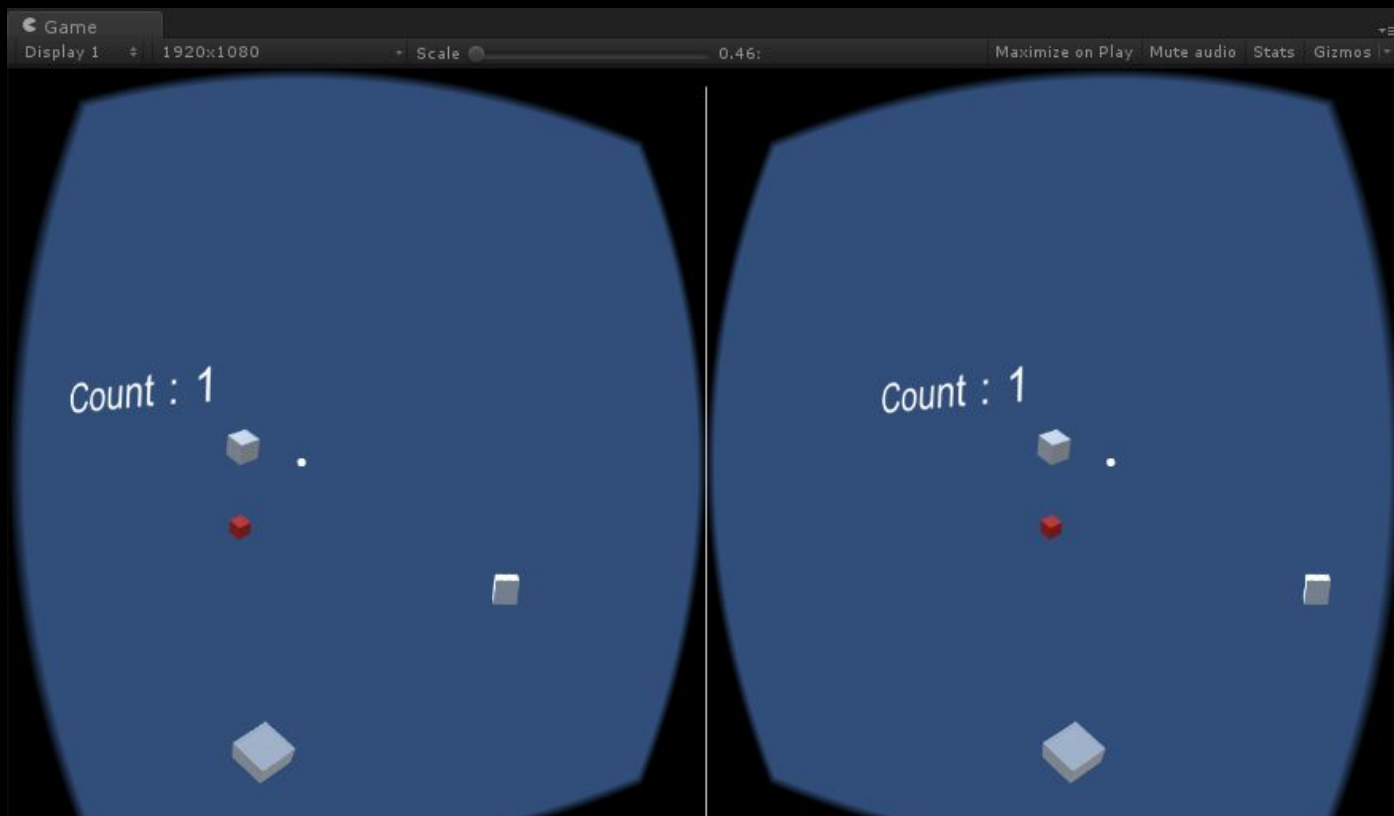 Game
Display 1 1920x1080 Scale 0.46: Maximize on Play Mute audio Stats Gizmos
Count : 1 Count : 1